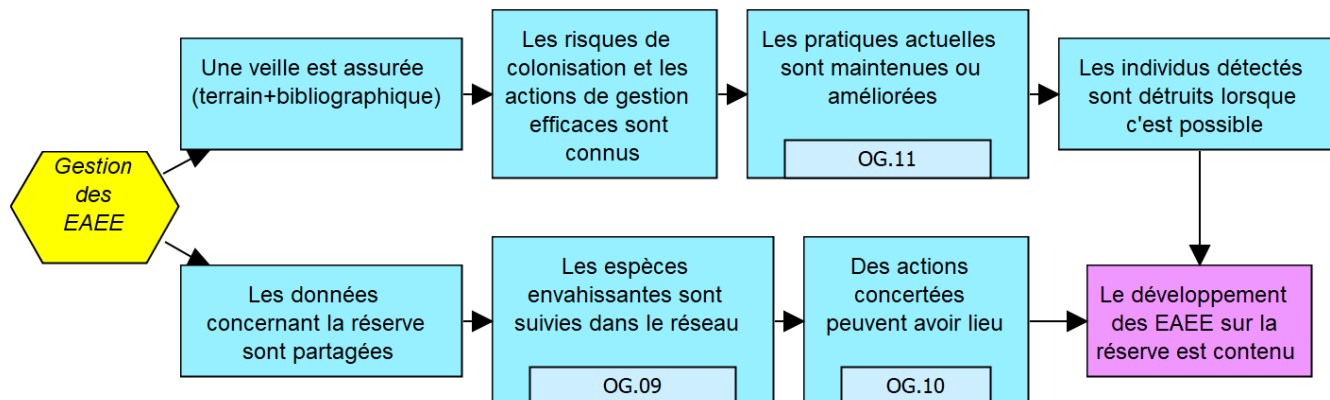 Gestion
des
EAEE
Une veille est assurée
(terrain+bibliographique)
Les risques de
colonisation et les
actions de gestion
efficaces sont
connus
Les pratiques actuelles
sont maintenues ou
améliorées
OG.11
Les individus détectés
sont détruits lorsque
c'est possible
Les données
concernant la réserve
sont partagées
Les espèces
envahissantes sont
suivies dans le réseau
OG.09
Des actions
concertées
peuvent avoir lieu
OG.10
Le développement
des EAEE sur la
réserve est contenu